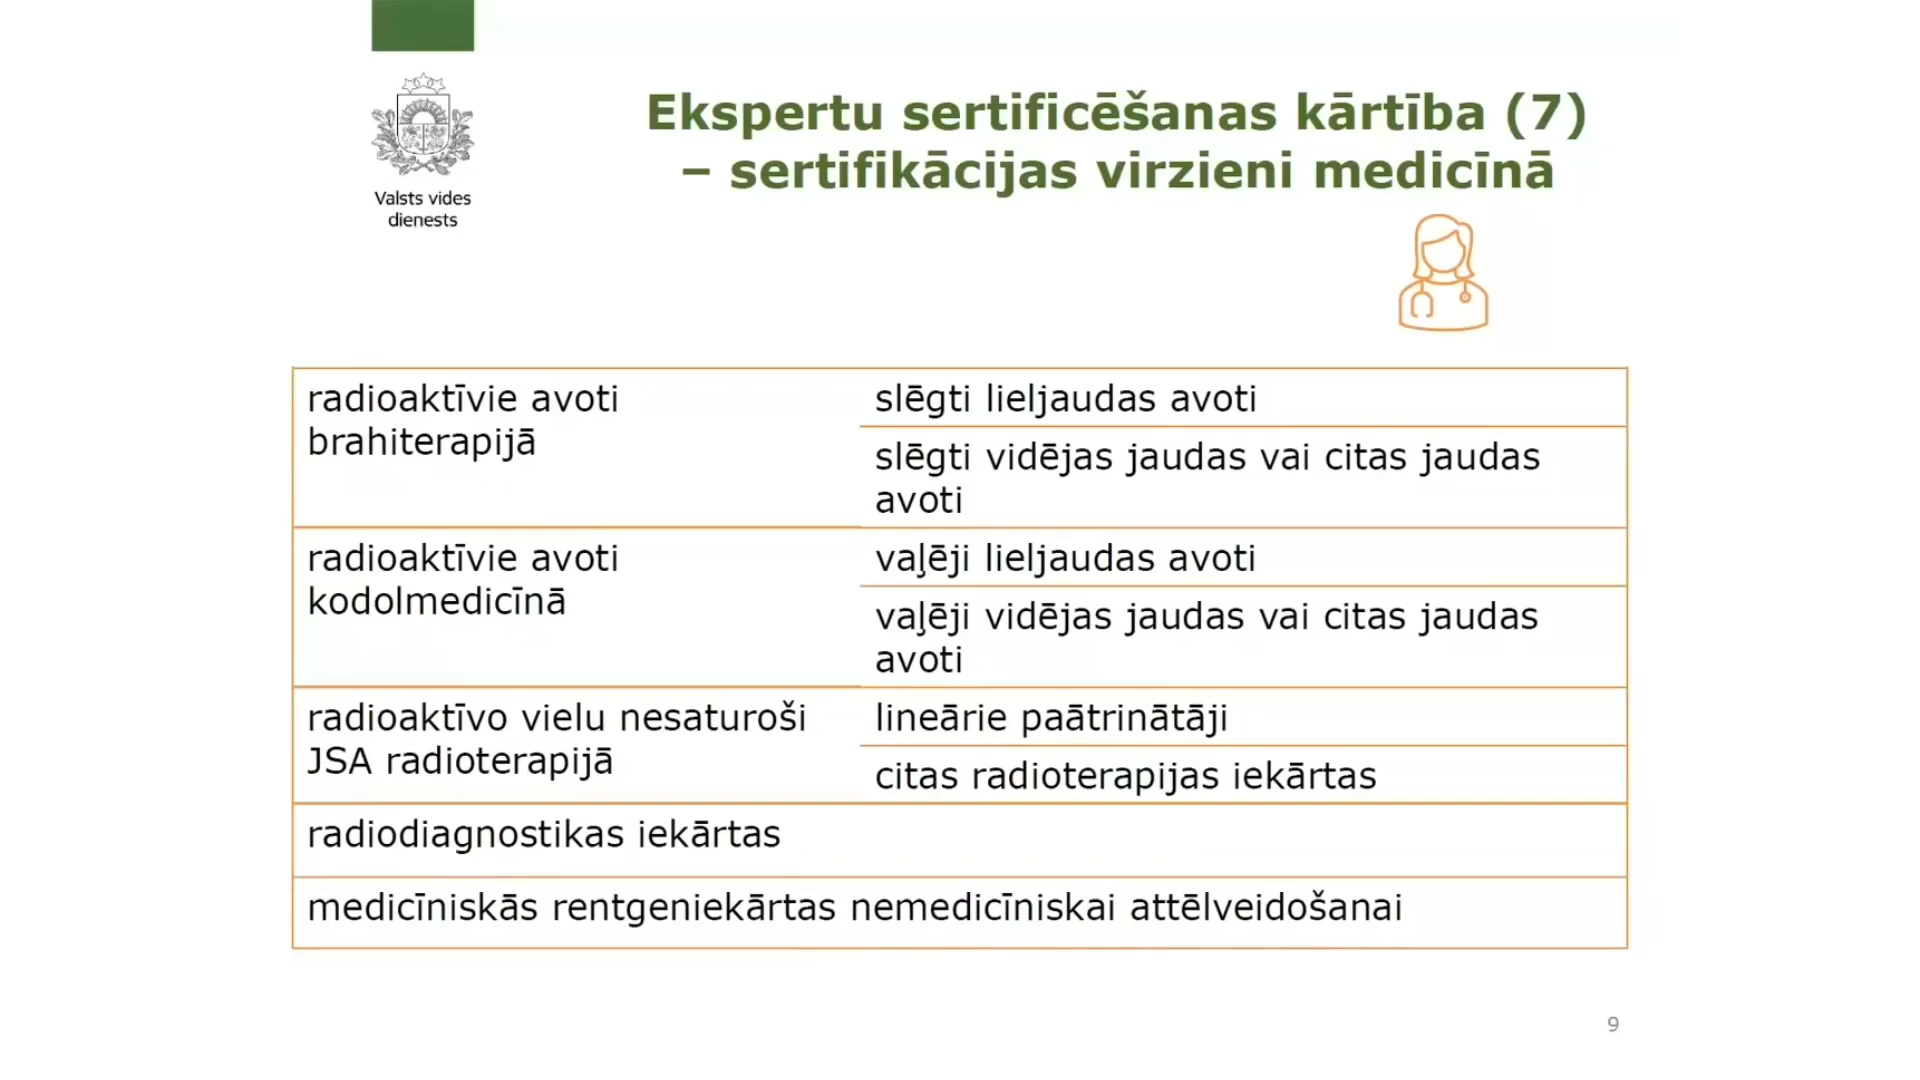 Valsts vides
dienests
Ekspertu sertificēšanas kārtība (7)
– sertifikācijas virzieni medicīnā
radioaktīvie avoti
brahiterapijā
slēgti lieljaudas avoti
slēgti vidējas jaudas vai citas jaudas
avoti
radioaktīvie avoti
kodolmedicīnā
vaļēji lieljaudas avoti
vaļēji vidējas jaudas vai citas jaudas
avoti
radioaktīvo vielu nesaturoši
JSA radioterapijā
lineārie paātrinātāji
citas radioterapijas iekārtas
radiodiagnostikas iekārtas
medicīniskās rentgeniekārtas nemedicīniskai attēlveidošanai
9